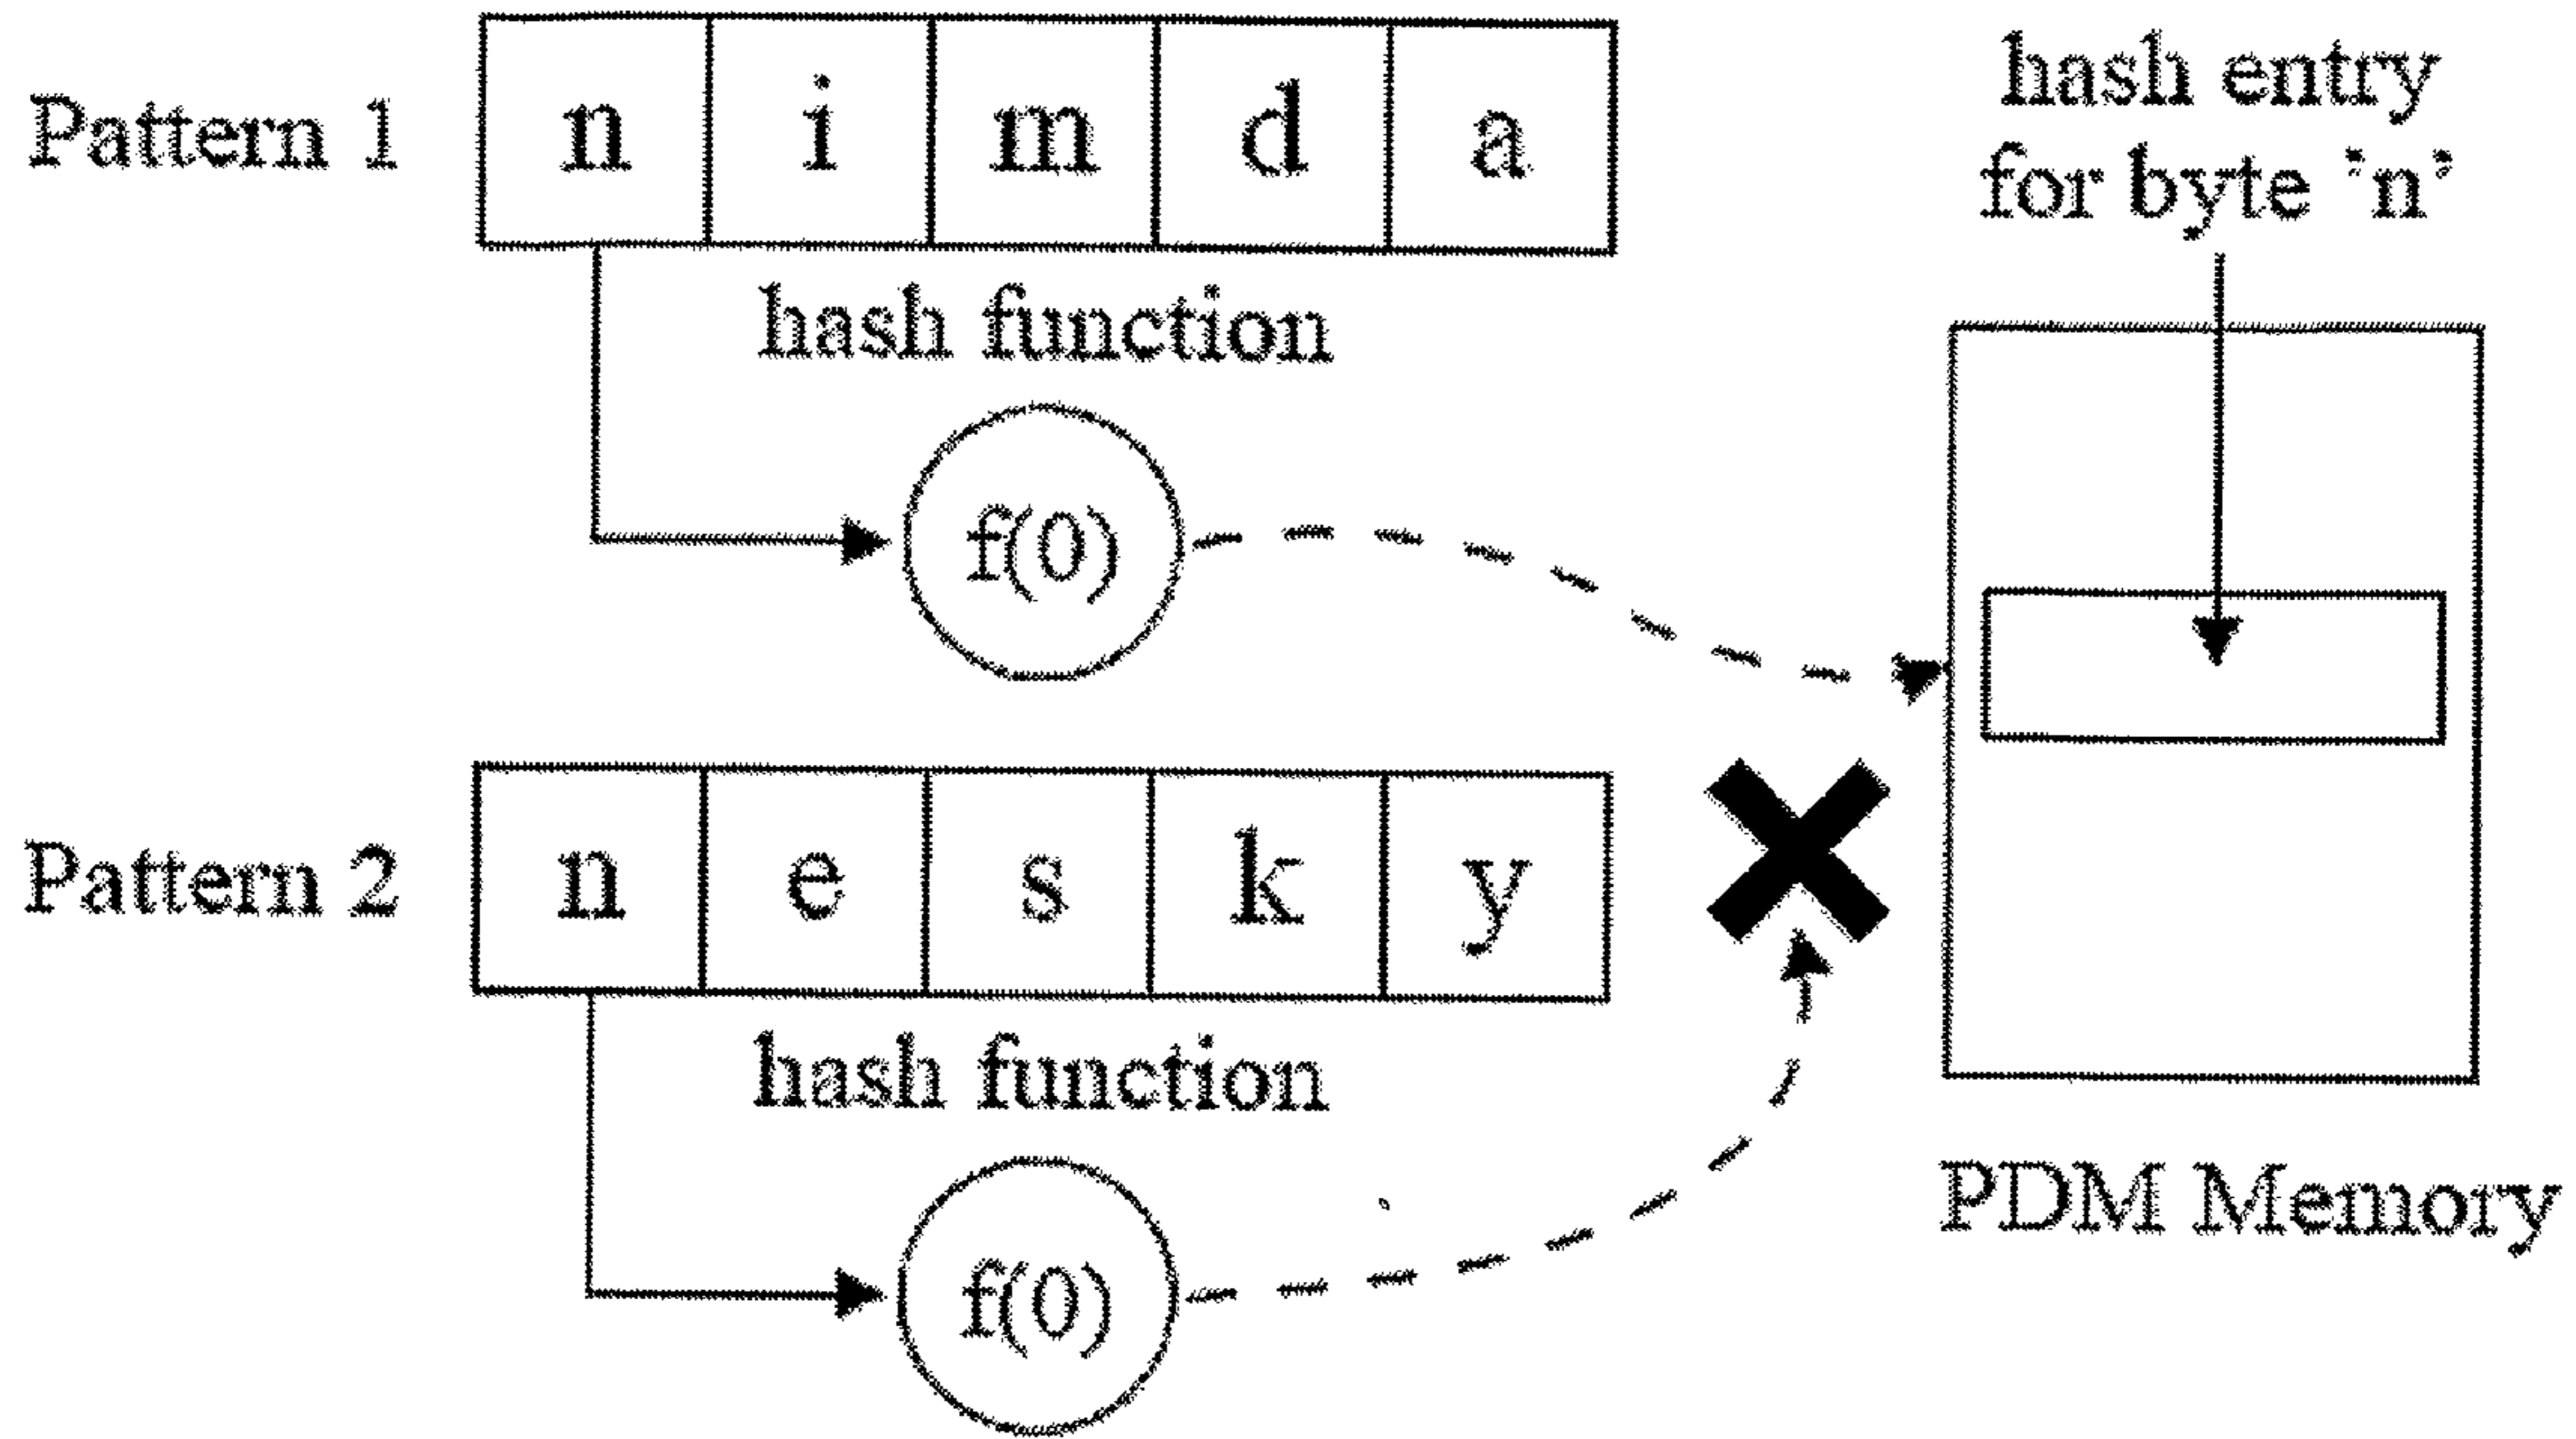 Pattern 1
n i m d a
hash function
f(0)
hash entry
for byte 'n'
Pattern 2
n e s k y
hash function
f(0)
PDM Memory